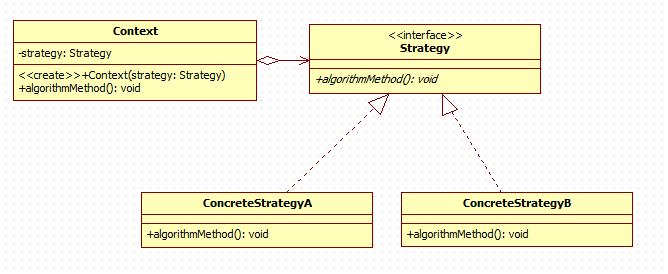 Context
-strategy: Strategy
<<create>>+Context(strategy: Strategy)
+algorithmMethod(): void
<<interface>>
Strategy
+algorithmMethod(): void
ConcreteStrategyA
+algorithmMethod(): void
ConcreteStrategyB
+algorithmMethod(): void